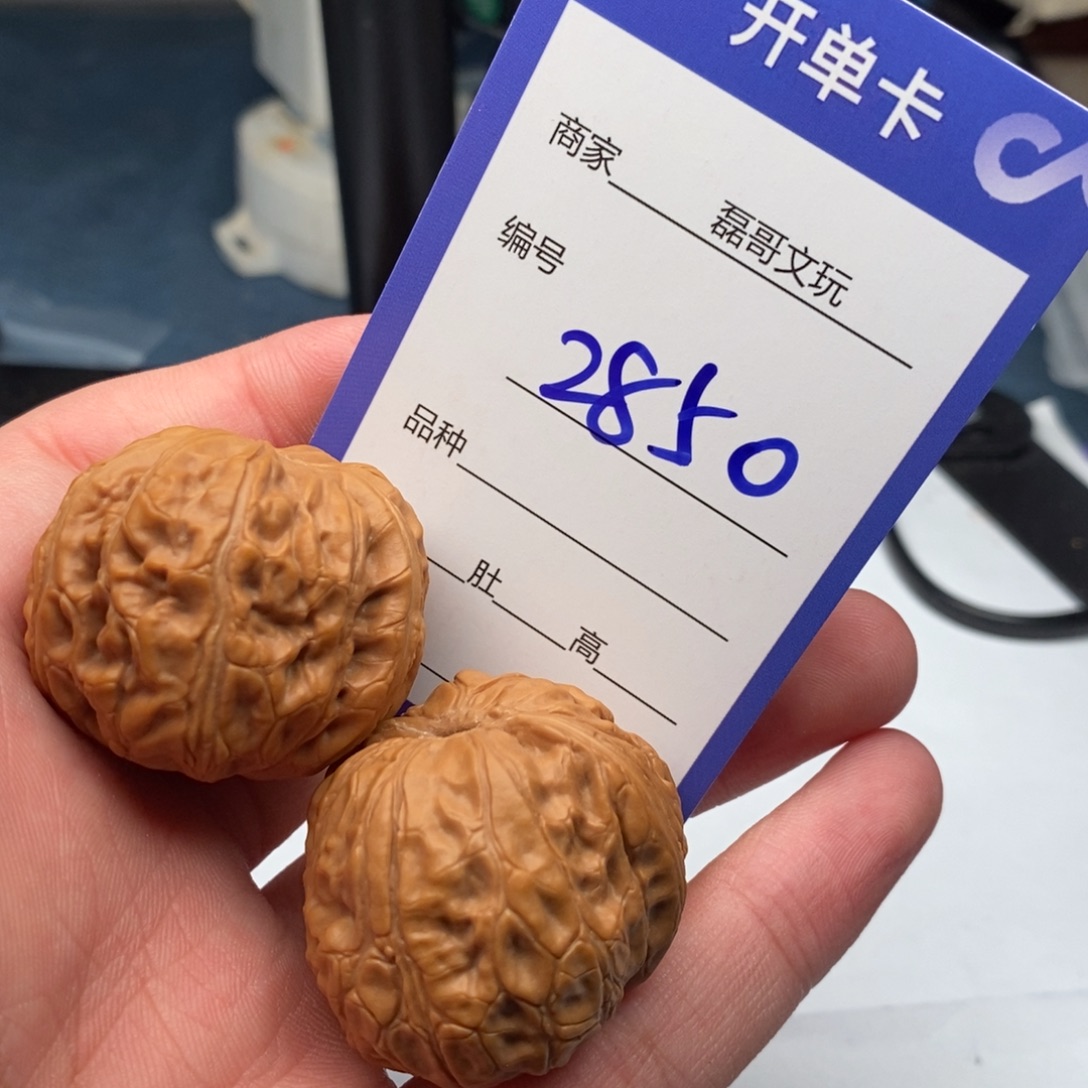 开单卡
商家 磊哥文玩
编号
2850
品种
肚 高